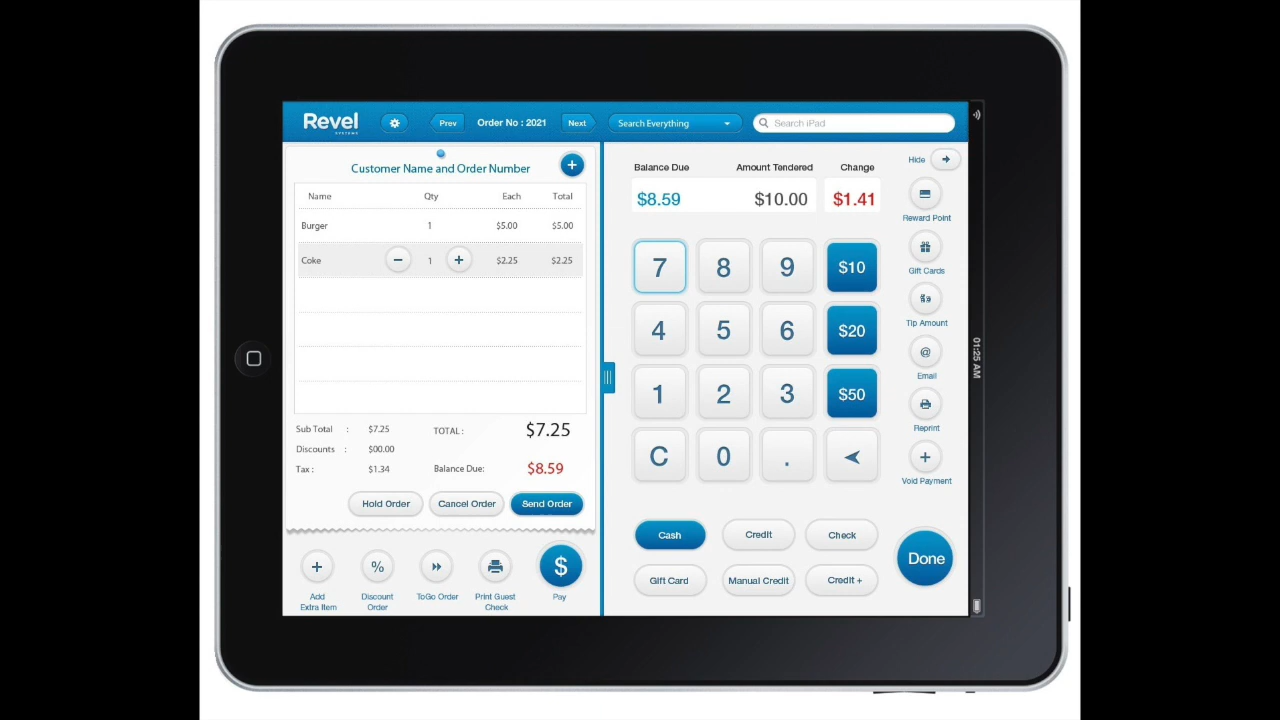 Revel
SYSTEMS
Prev
Order No : 2021
Next
Search Everything
Search iPad
Customer Name and Order Number
+
Name Qty Each Total
Burger 1 $5.00 $5.00
Coke − 1 + $2.25 $2.25
Sub Total : $7.25
Discounts : $00.00
Tax : $1.34
TOTAL : $7.25
Balance Due: $8.59
Hold Order
Cancel Order
Send Order
+
Add
Extra Item
%
Discount
Order
ToGo Order
Print Guest
Check
$
Pay
Balance Due Amount Tendered Change
$8.59 $10.00 $1.41
7 8 9 $10
4 5 6 $20
1 2 3 $50
C 0 .
Cash Credit Check
Gift Card Manual Credit Credit +
Hide
Reward Point
Gift Cards
Tip Amount
@
Email
Reprint
+
Void Payment
Done
01:25 AM